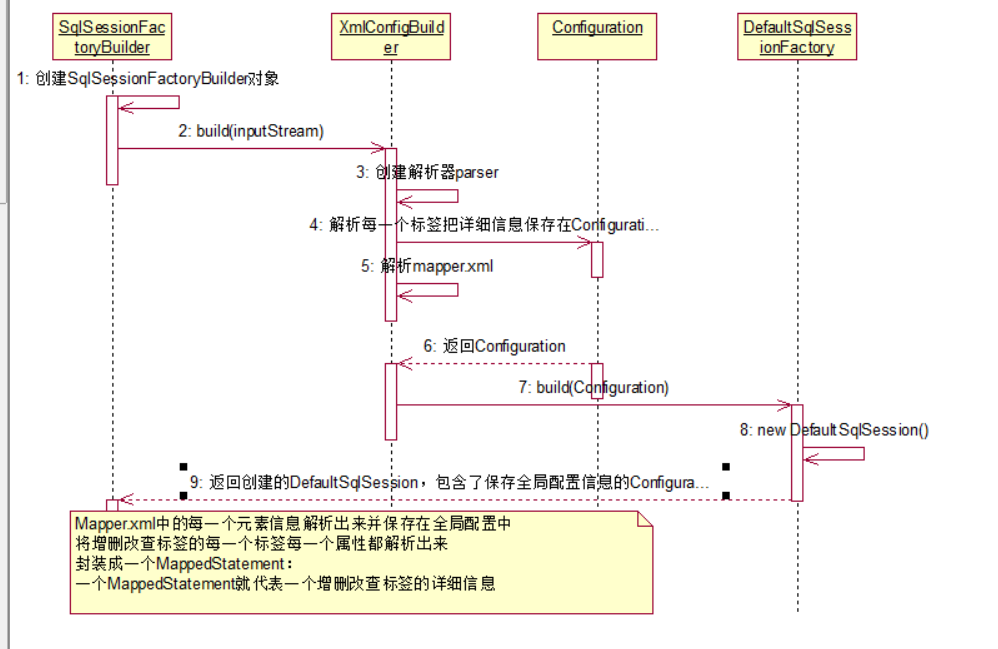 SqlSessionFac
toryBuilder
XmlConfigBuild
er
Configuration
DefaultSqlSess
ionFactory
1: 创建SqlSessionFactoryBuilder对象
2: build(inputStream)
3: 创建解析器parser
4: 解析每一个标签把详细信息保存在Configurati...
5: 解析mapper.xml
6: 返回Configuration
7: build(Configuration)
8: new DefaultSqlSession()
9: 返回创建的DefaultSqlSession，包含了保存全局配置信息的Configura...
Mapper.xml中的每一个元素信息解析出来并保存在全局配置中
将增删改查标签的每一个标签每一个属性都解析出来
封装成一个MappedStatement：
一个MappedStatement就代表一个增删改查标签的详细信息